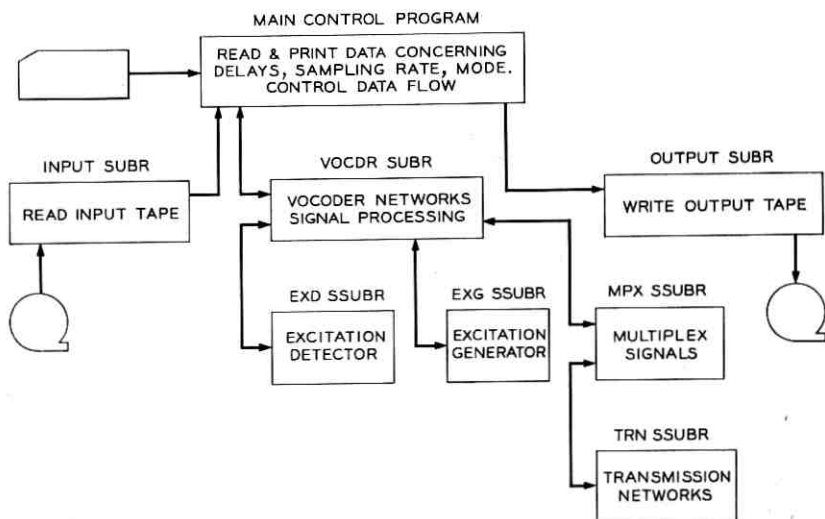 MAIN CONTROL PROGRAM
READ & PRINT DATA CONCERNING
DELAYS, SAMPLING RATE, MODE.
CONTROL DATA FLOW
INPUT SUBR
READ INPUT TAPE
VOCDR SUBR
VOCODER NETWORKS
SIGNAL PROCESSING
OUTPUT SUBR
WRITE OUTPUT TAPE
EXD SSUBR
EXCITATION
DETECTOR
EXG SSUBR
EXCITATION
GENERATOR
MPX SSUBR
MULTIPLEX
SIGNALS
TRN SSUBR
TRANSMISSION
NETWORKS